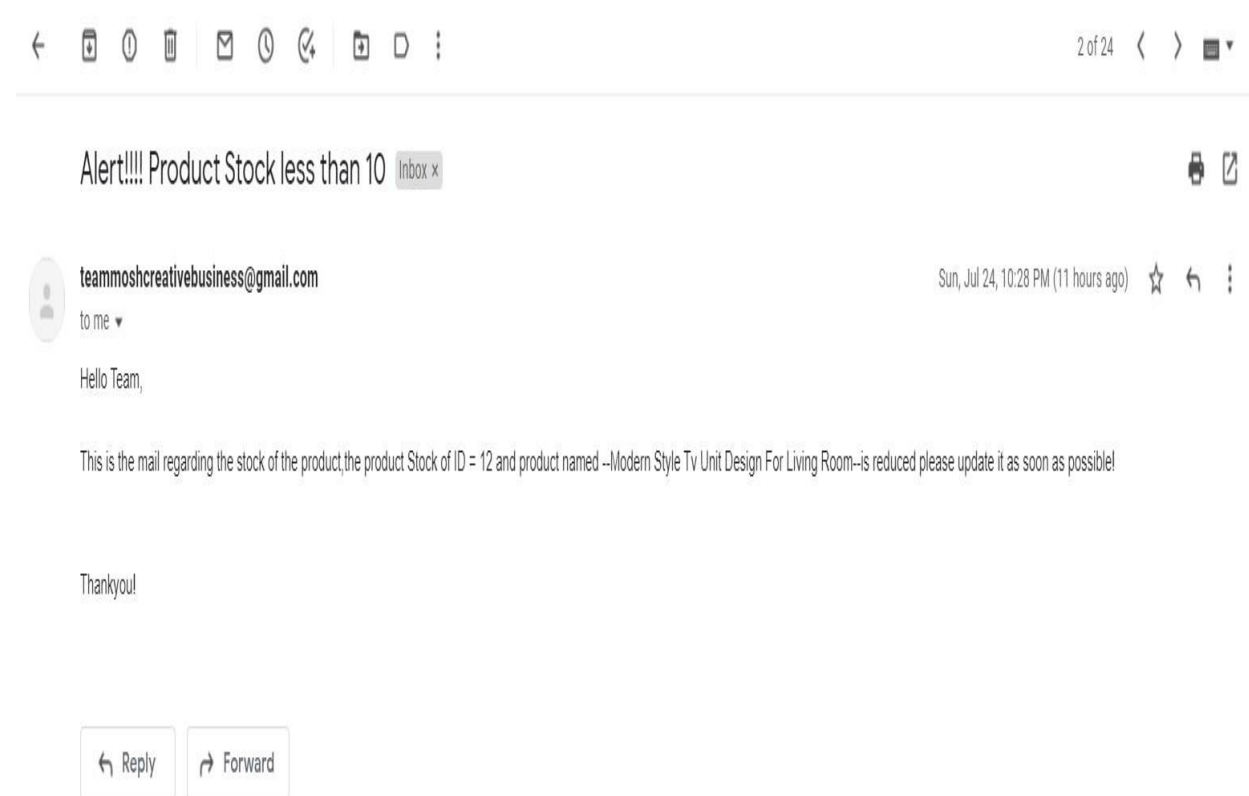 2 of 24
Alert!!!! Product Stock less than 10 Inbox ×
teammoshcreativebusiness@gmail.com Sun, Jul 24, 10:28 PM (11 hours ago)
to me
Hello Team,
This is the mail regarding the stock of the product,the product Stock of ID = 12 and product named --Modern Style Tv Unit Design For Living Room--is reduced please update it as soon as possible!
Thankyou!
Reply Forward